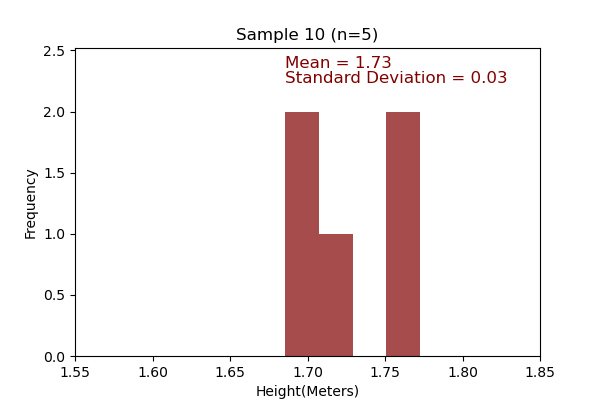 Sample 10 (n=5)
Mean = 1.73
Standard Deviation = 0.03
Frequency
2.5
2.0
1.5
1.0
0.5
0.0
1.55 1.60 1.65 1.70 1.75 1.80 1.85
Height(Meters)